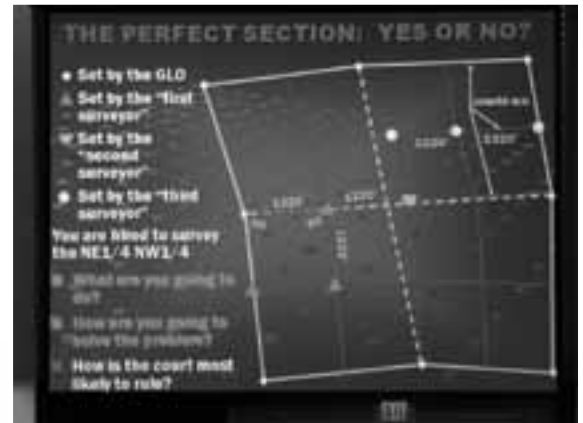 THE PERFECT SECTION: YES OR NO?
Set by the GLO
Set by the "first
surveyor"
Set by the
"second
surveyor"
Set by the "third
surveyor"
You are hired to survey
the NE1/4 NW1/4
What are you going to
do?
How are you going to
solve the problem?
How is the court most
likely to rule?
1320'
1320'